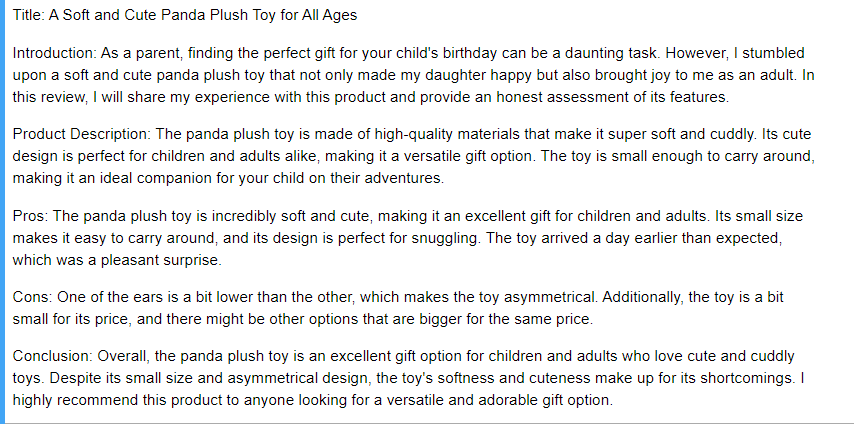 Title: A Soft and Cute Panda Plush Toy for All Ages
Introduction: As a parent, finding the perfect gift for your child's birthday can be a daunting task. However, I stumbled
upon a soft and cute panda plush toy that not only made my daughter happy but also brought joy to me as an adult. In
this review, I will share my experience with this product and provide an honest assessment of its features.
Product Description: The panda plush toy is made of high-quality materials that make it super soft and cuddly. Its cute
design is perfect for children and adults alike, making it a versatile gift option. The toy is small enough to carry around,
making it an ideal companion for your child on their adventures.
Pros: The panda plush toy is incredibly soft and cute, making it an excellent gift for children and adults. Its small size
makes it easy to carry around, and its design is perfect for snuggling. The toy arrived a day earlier than expected,
which was a pleasant surprise.
Cons: One of the ears is a bit lower than the other, which makes the toy asymmetrical. Additionally, the toy is a bit
small for its price, and there might be other options that are bigger for the same price.
Conclusion: Overall, the panda plush toy is an excellent gift option for children and adults who love cute and cuddly
toys. Despite its small size and asymmetrical design, the toy's softness and cuteness make up for its shortcomings. I
highly recommend this product to anyone looking for a versatile and adorable gift option.